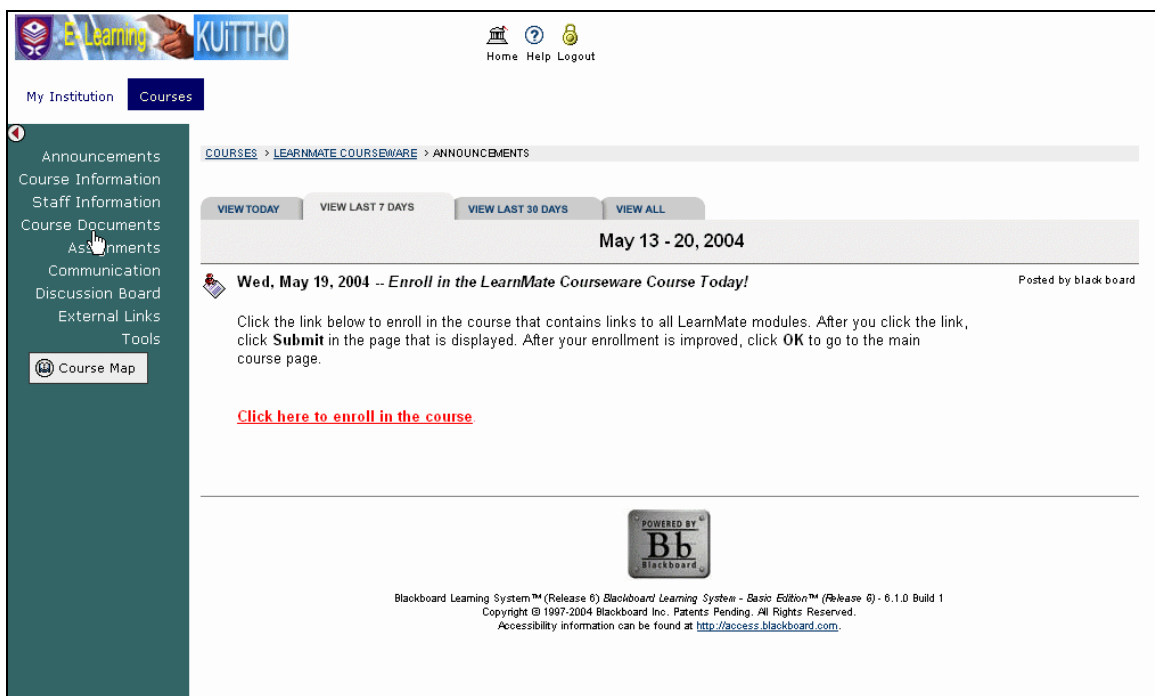 E-Learning KUiTTHO
Home Help Logout
My Institution Courses
Announcements
Course Information
Staff Information
Course Documents
Assignments
Communication
Discussion Board
External Links
Tools
Course Map
COURSES > LEARNMATE COURSEWARE > ANNOUNCEMENTS
VIEW TODAY VIEW LAST 7 DAYS VIEW LAST 30 DAYS VIEW ALL
May 13 - 20, 2004
Wed, May 19, 2004 -- Enroll in the LearnMate Courseware Course Today! Posted by black board
Click the link below to enroll in the course that contains links to all LearnMate modules. After you click the link,
click Submit in the page that is displayed. After your enrollment is improved, click OK to go to the main
course page.
Click here to enroll in the course.
POWERED BY
Bb
Blackboard
Blackboard Learning System™ (Release 6) Blackboard Learning System - Basic Edition™ (Release 6) - 6.1.0 Build 1
Copyright © 1997-2004 Blackboard Inc. Patents Pending. All Rights Reserved.
Accessibility information can be found at http://access.blackboard.com.